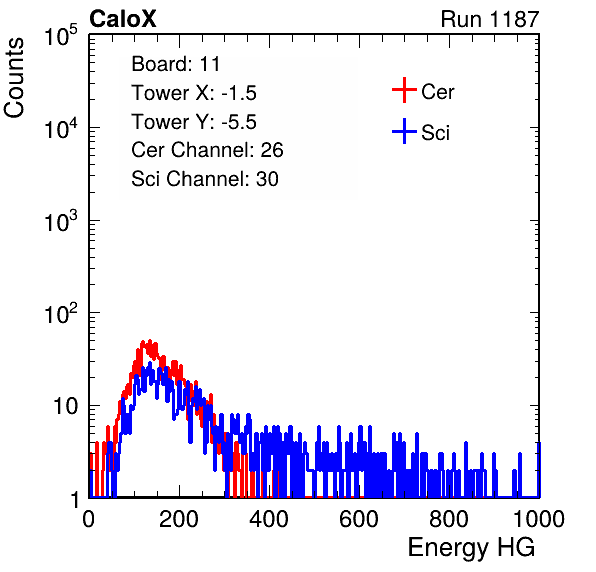 CaloX Run 1187
Counts
10^5
10^4
10^3
10^2
10
1
Board: 11
Tower X: -1.5
Tower Y: -5.5
Cer Channel: 26
Sci Channel: 30
Cer
Sci
0 200 400 600 800 1000
Energy HG